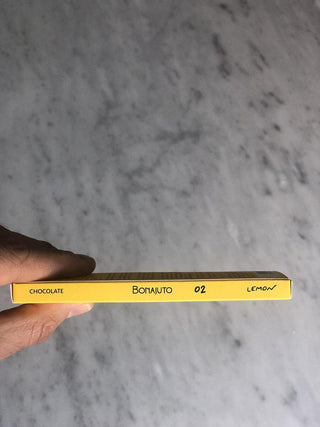 CHOCOLATE BONAJUTO 02 LEMON